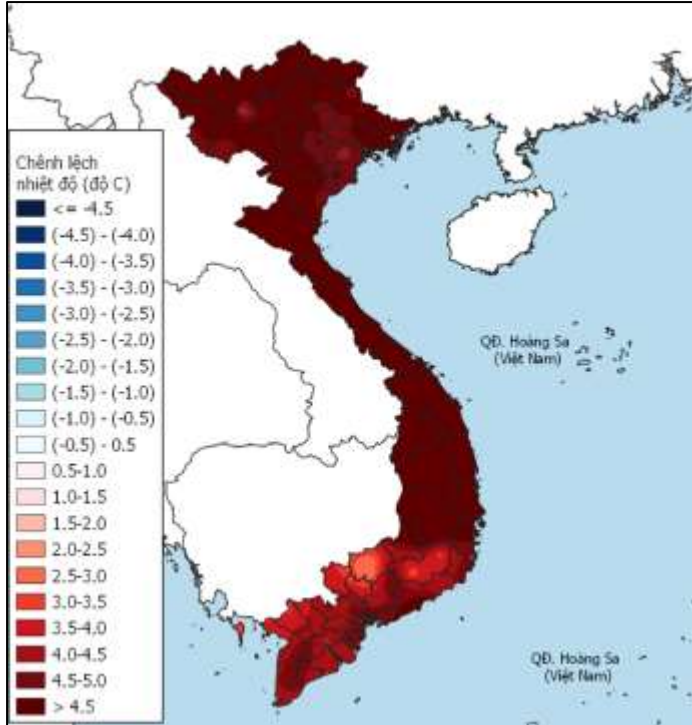 Chênh lệch
nhiệt độ (độ C)
<= -4.5
(-4.5) - (-4.0)
(-4.0) - (-3.5)
(-3.5) - (-3.0)
(-3.0) - (-2.5)
(-2.5) - (-2.0)
(-2.0) - (-1.5)
(-1.5) - (-1.0)
(-1.0) - (-0.5)
(-0.5) - 0.5
0.5-1.0
1.0-1.5
1.5-2.0
2.0-2.5
2.5-3.0
3.0-3.5
3.5-4.0
4.0-4.5
4.5-5.0
> 4.5
QĐ. Hoàng Sa
(Việt Nam)
QĐ. Hoàng Sa
(Việt Nam)